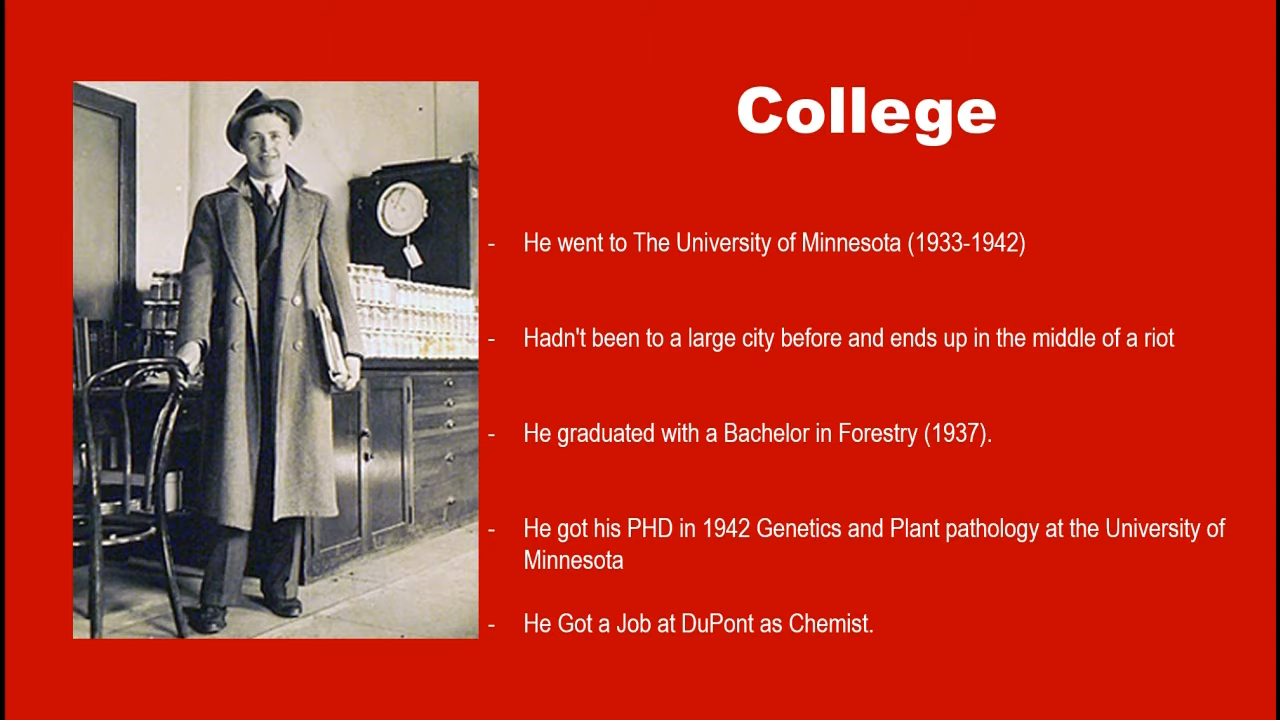 College
- He went to The University of Minnesota (1933-1942)
- Hadn't been to a large city before and ends up in the middle of a riot
- He graduated with a Bachelor in Forestry (1937).
- He got his PHD in 1942 Genetics and Plant pathology at the University of
Minnesota
- He Got a Job at DuPont as Chemist.